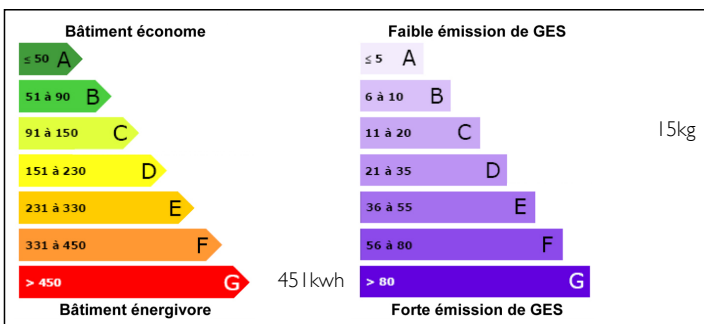 Bâtiment économe
≤ 50 A
51 à 90 B
91 à 150 C
151 à 230 D
231 à 330 E
331 à 450 F
> 450 G
451kwh
Bâtiment énergivore
Faible émission de GES
≤ 5 A
6 à 10 B
11 à 20 C
15kg
21 à 35 D
36 à 55 E
56 à 80 F
> 80 G
Forte émission de GES